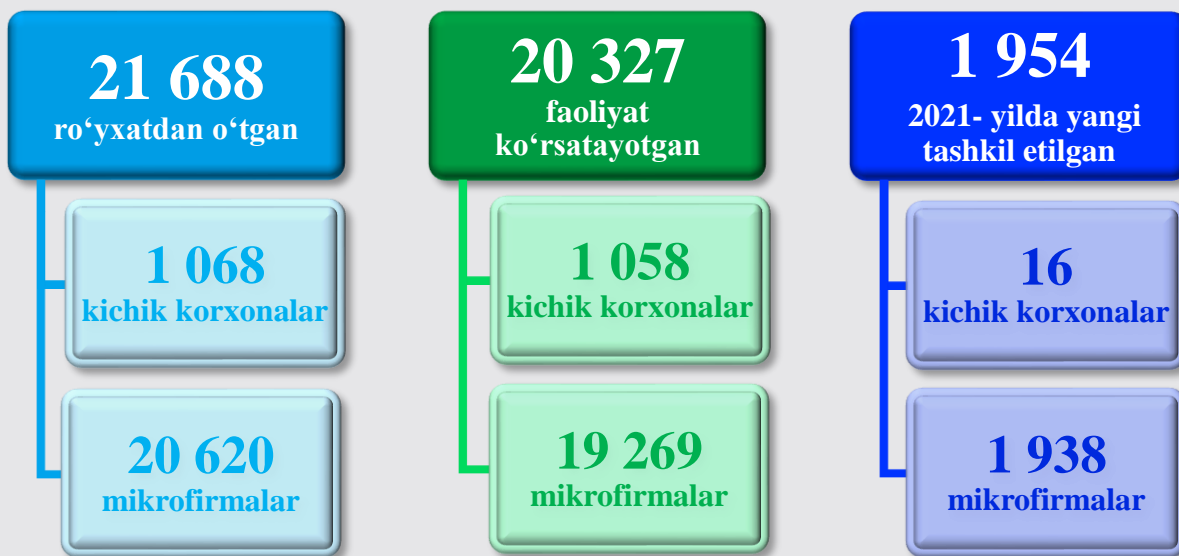 21 688
ro‘yxatdan o‘tgan
1 068
kichik korxonalar
20 620
mikrofirmalar
20 327
faoliyat
ko‘rsatayotgan
1 058
kichik korxonalar
19 269
mikrofirmalar
1 954
2021- yilda yangi
tashkil etilgan
16
kichik korxonalar
1 938
mikrofirmalar